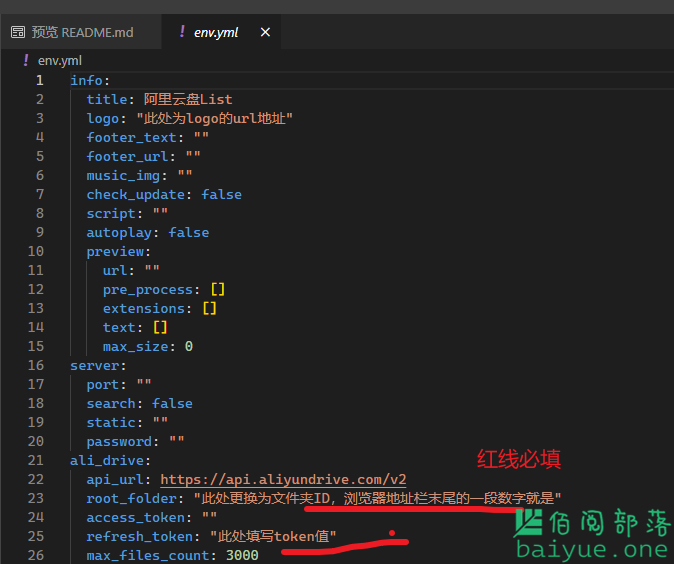 预览 README.md
! env.yml ×
! env.yml
1 info:
2 title: 阿里云盘List
3 logo: "此处为logo的url地址"
4 footer_text: ""
5 footer_url: ""
6 music_img: ""
7 check_update: false
8 script: ""
9 autoplay: false
10 preview:
11 url: ""
12 pre_process: []
13 extensions: []
14 text: []
15 max_size: 0
16 server:
17 port: ""
18 search: false
19 static: ""
20 password: ""
21 ali_drive:
红线必填
22 api_url: https://api.aliyundrive.com/v2
23 root_folder: "此处更换为文件夹ID，浏览器地址栏末尾的一段数字就是"
24 access_token: ""
25 refresh_token: "此处填写token值"
26 max_files_count: 3000
佰阅部落
baiyue.one